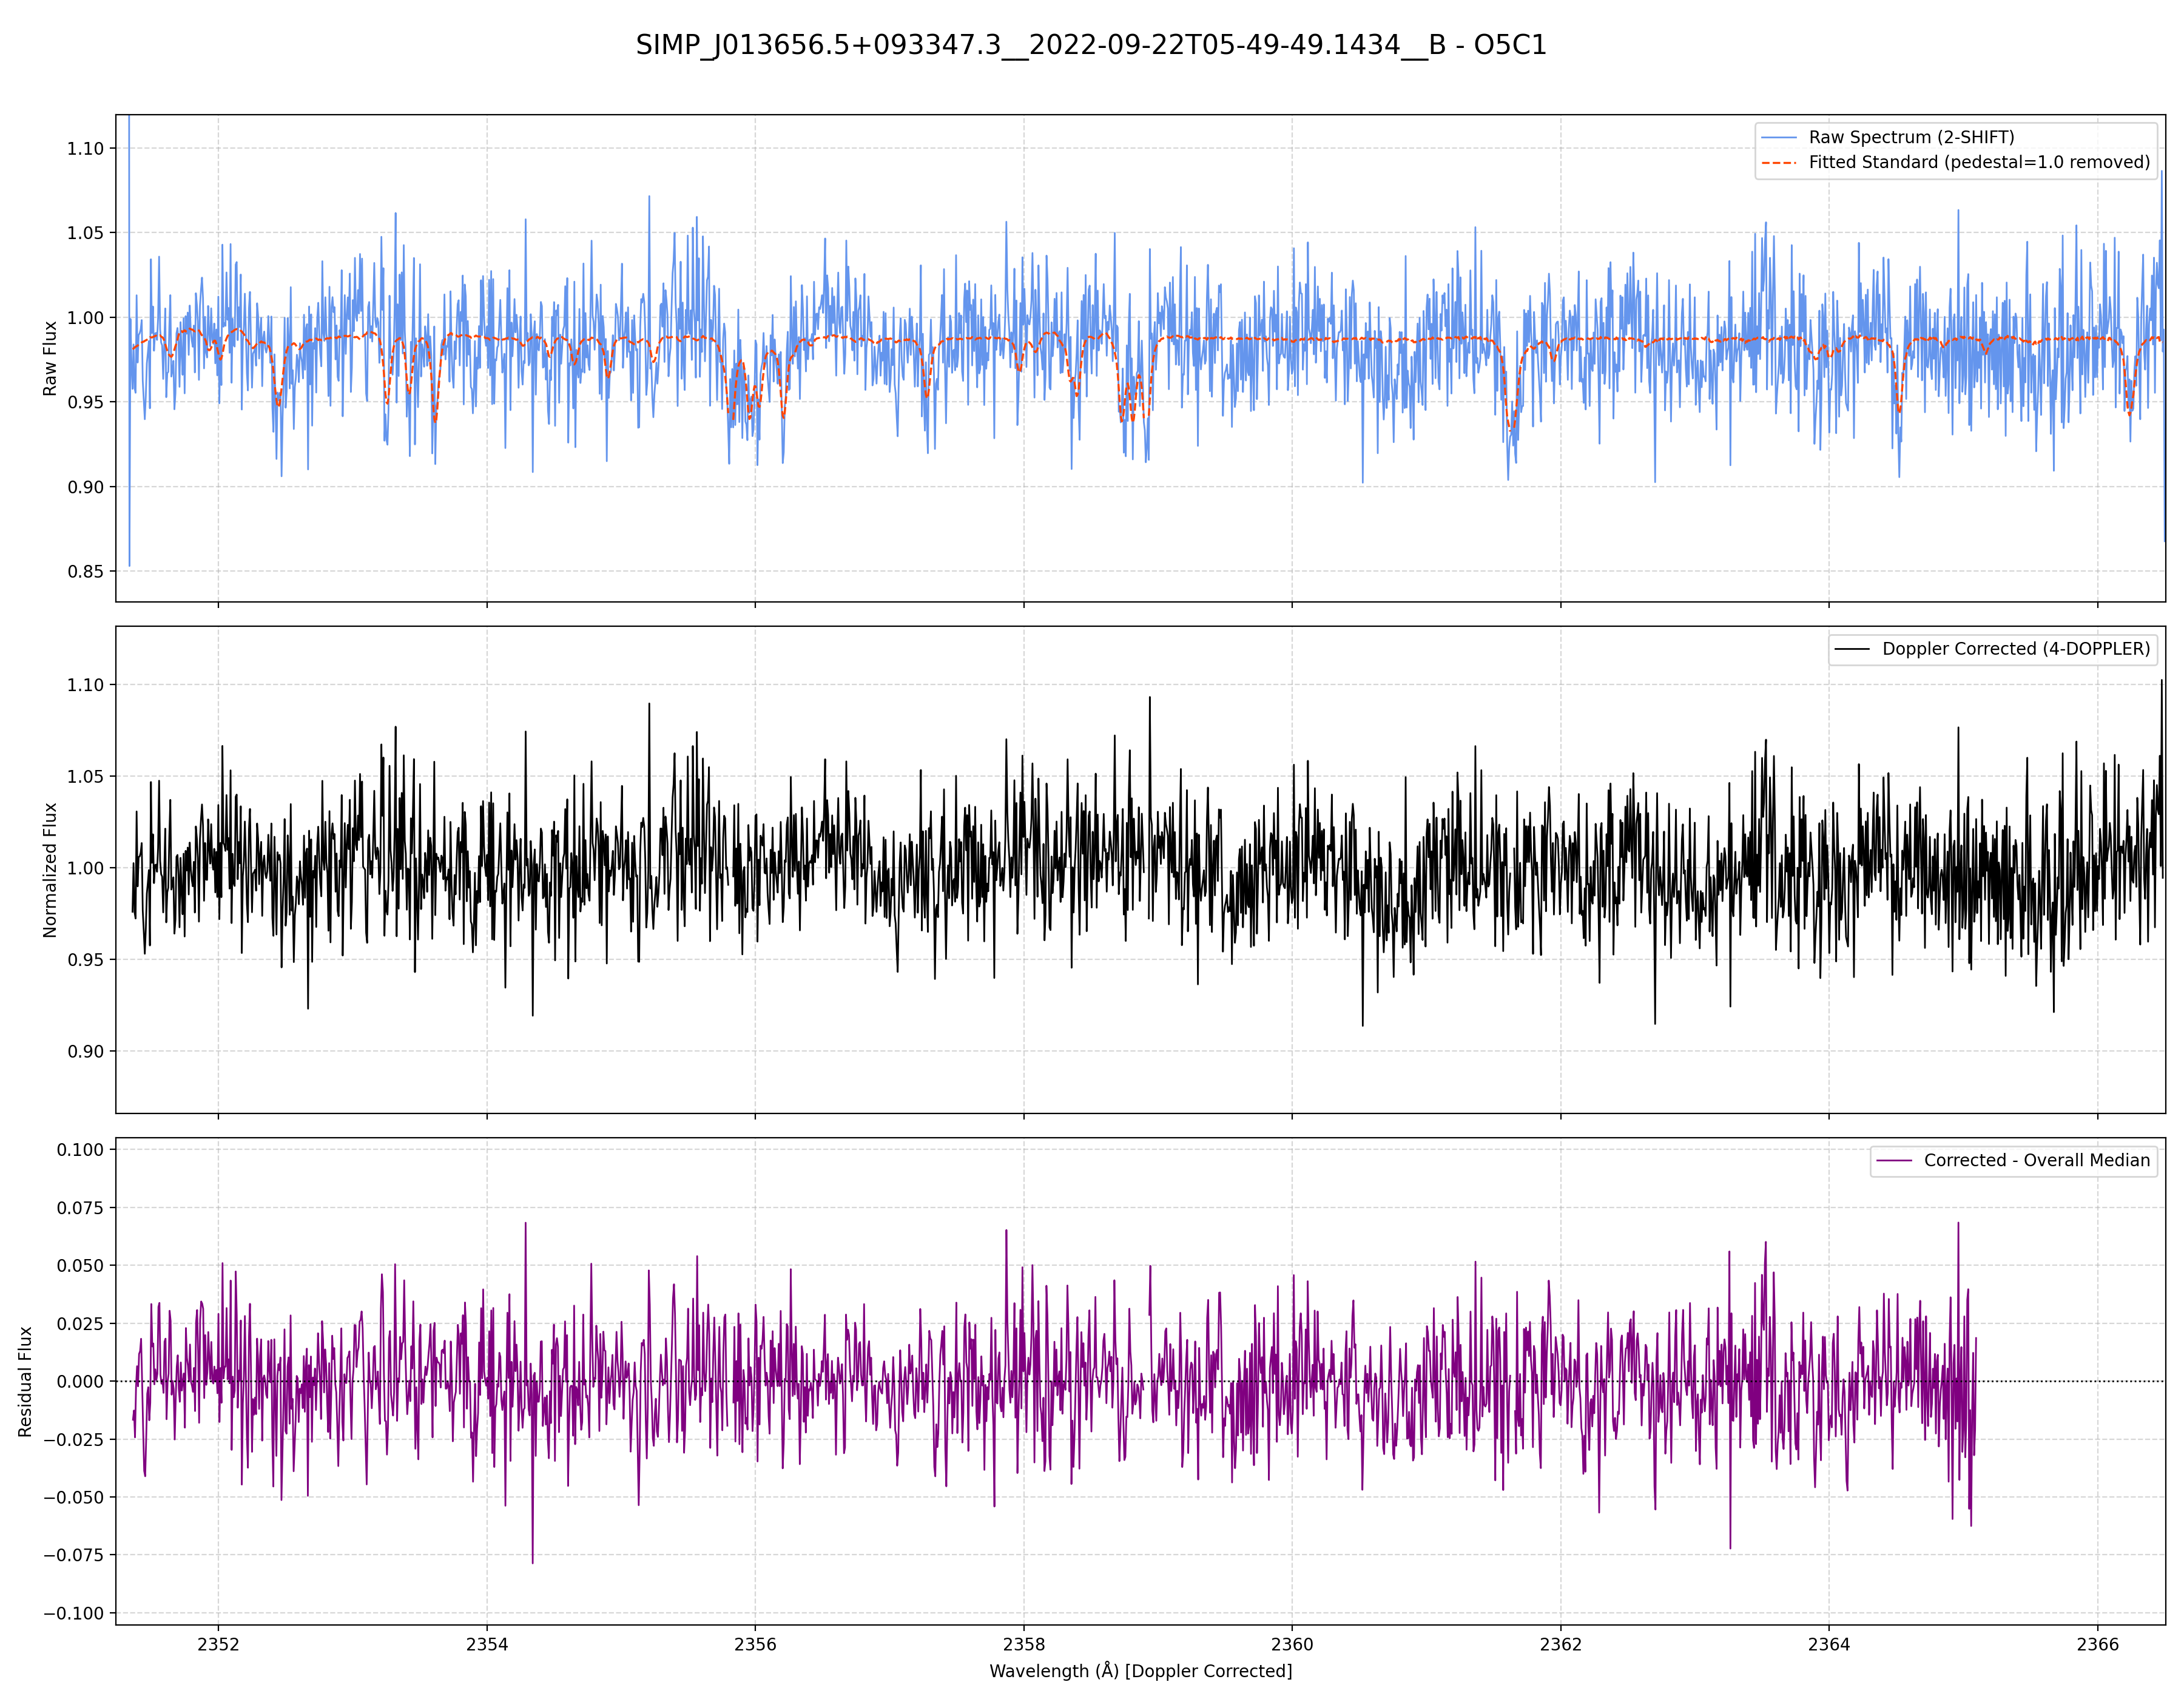 SIMP_J013656.5+093347.3__2022-09-22T05-49-49.1434__B - O5C1
Raw Flux
1.10
1.05
1.00
0.95
0.90
0.85
Raw Spectrum (2-SHIFT)
Fitted Standard (pedestal=1.0 removed)
Normalized Flux
1.10
1.05
1.00
0.95
0.90
Doppler Corrected (4-DOPPLER)
Residual Flux
0.100
0.075
0.050
0.025
0.000
−0.025
−0.050
−0.075
−0.100
Corrected - Overall Median
2352 2354 2356 2358 2360 2362 2364 2366
Wavelength (Å) [Doppler Corrected]